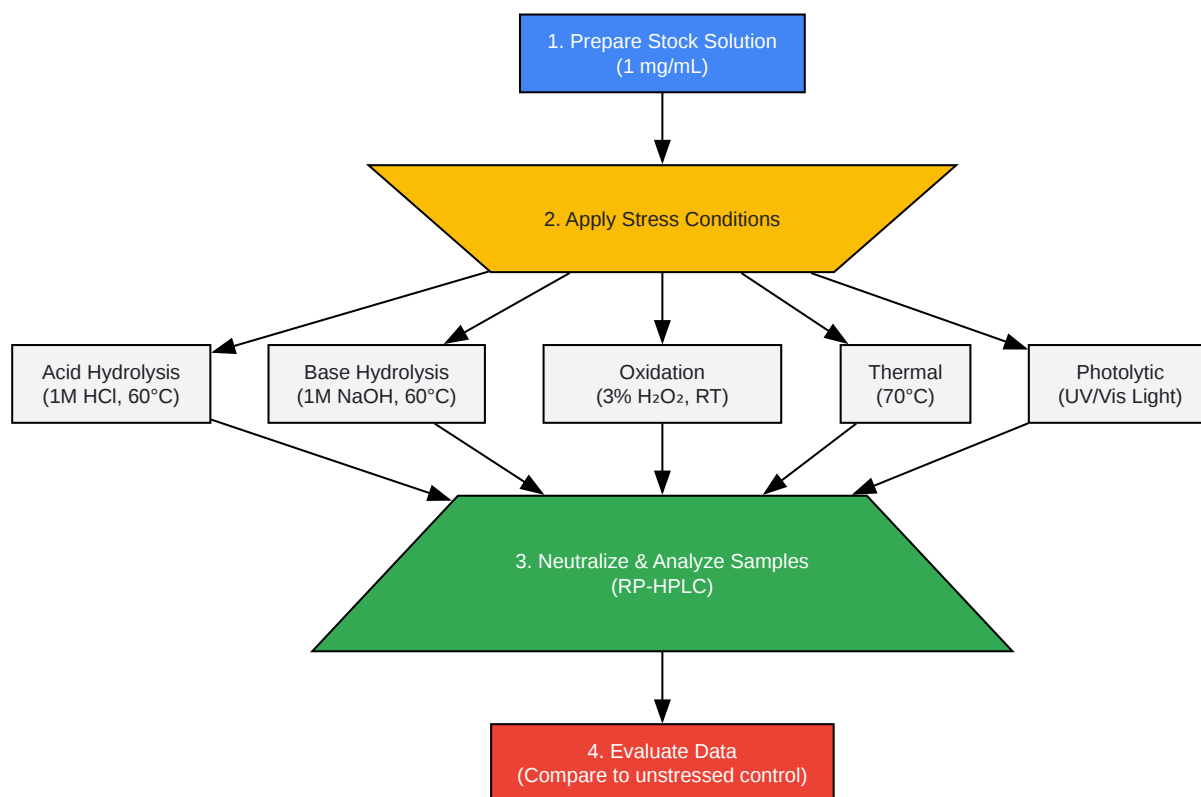 1. Prepare Stock Solution
(1 mg/mL)
2. Apply Stress Conditions
Acid Hydrolysis
(1M HCl, 60°C)
Base Hydrolysis
(1M NaOH, 60°C)
Oxidation
(3% H₂O₂, RT)
Thermal
(70°C)
Photolytic
(UV/Vis Light)
3. Neutralize & Analyze Samples
(RP-HPLC)
4. Evaluate Data
(Compare to unstressed control)